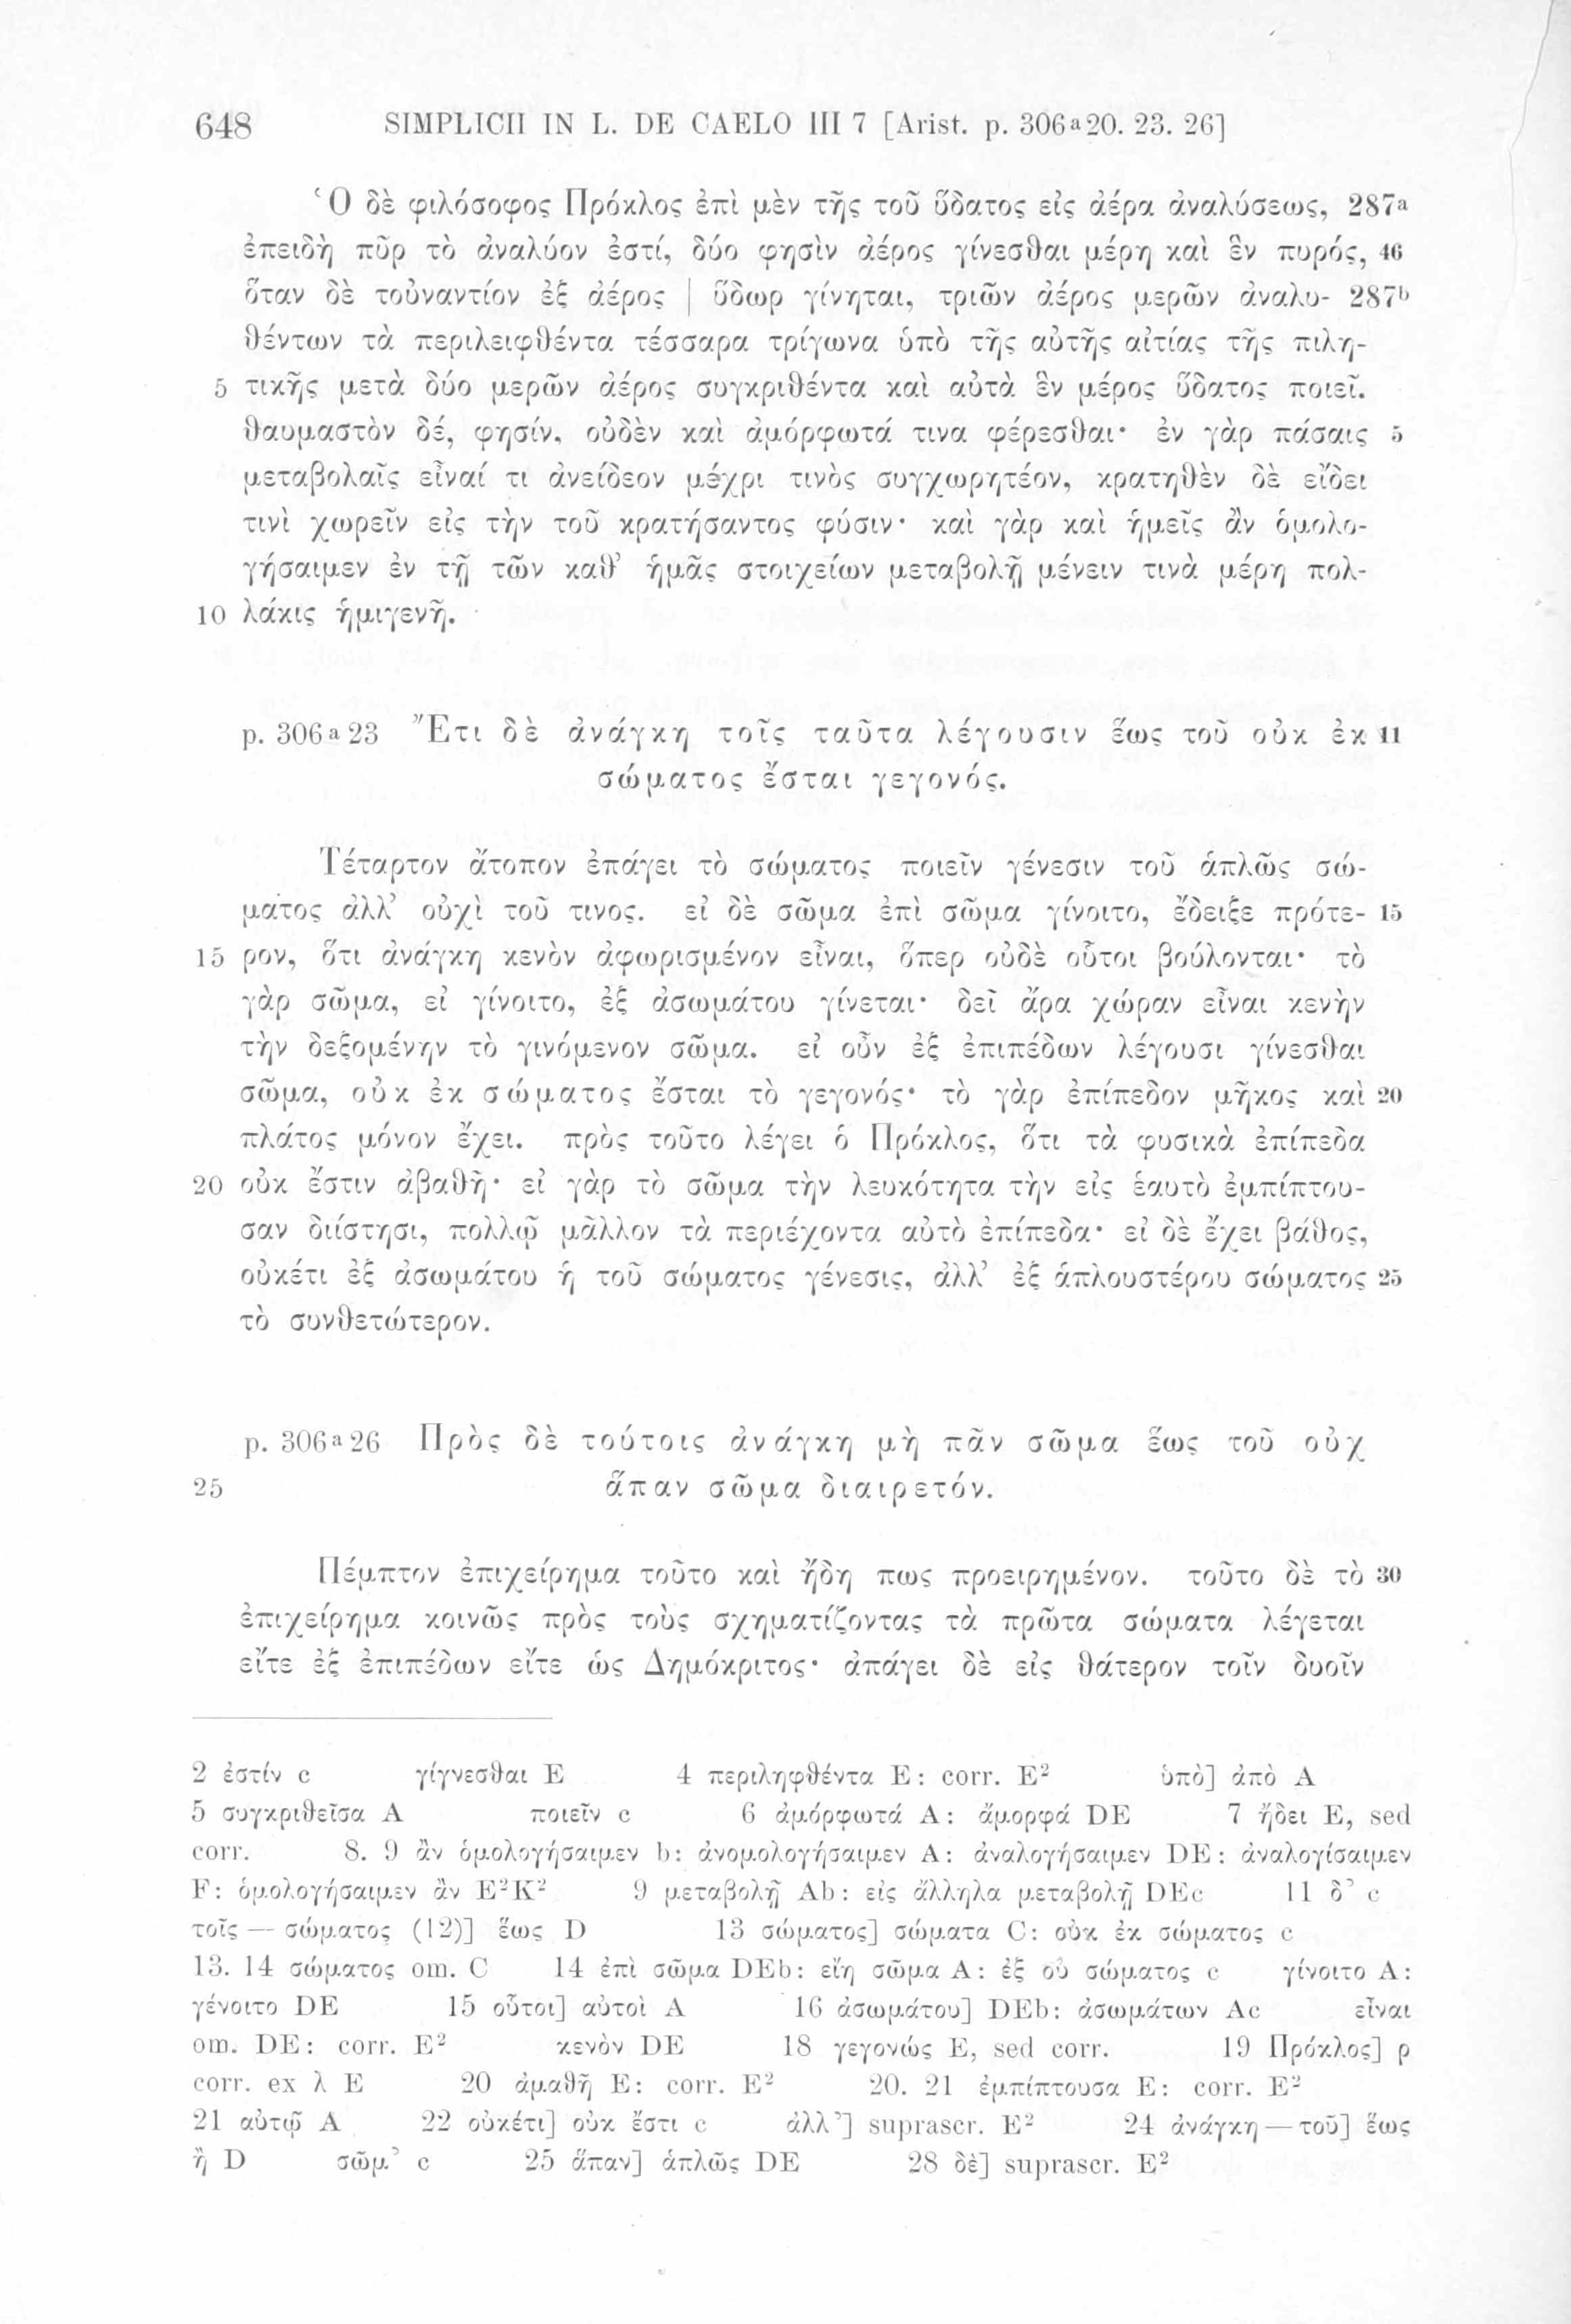 648 SIMPLICII IN L. DE CAELO III 7 [Arist. p. 306a20. 23. 26]
Ὁ δὲ φιλόσοφος Πρόκλος ἐπὶ μὲν τῆς τοῦ ὕδατος εἰς ἀέρα ἀναλύσεως, 287a
ἐπειδὴ πῦρ τὸ ἀναλύον ἐστί, δύο φησὶν ἀέρος γίνεσθαι μέρη καὶ ἓν πυρός, 46
ὅταν δὲ τοὐναντίον ἐξ ἀέρος | ὕδωρ γίνηται, τριῶν ἀέρος μερῶν ἀναλυ- 287b
θέντων τὰ περιλειφθέντα τέσσαρα τρίγωνα ὑπὸ τῆς αὐτῆς αἰτίας τῆς πιλη-
5 τικῆς μετὰ δύο μερῶν ἀέρος συγκριθέντα καὶ αὐτὰ ἓν μέρος ὕδατος ποιεῖ.
θαυμαστὸν δέ, φησίν, οὐδὲν καὶ ἀμόρφωτά τινα φέρεσθαι· ἐν γὰρ πάσαις 5
μεταβολαῖς εἶναί τι ἀνείδεον μέχρι τινὸς συγχωρητέον, κρατηθὲν δὲ εἴδει
τινὶ χωρεῖν εἰς τὴν τοῦ κρατήσαντος φύσιν· καὶ γὰρ καὶ ἡμεῖς ἂν ὁμολο-
γήσαιμεν ἐν τῇ τῶν καθ’ ἡμᾶς στοιχείων μεταβολῇ μένειν τινὰ μέρη πολ-
10 λάκις ἡμιγενῆ.
p. 306a23 Ἔτι δὲ ἀνάγκη τοῖς ταῦτα λέγουσιν ἕως τοῦ οὐκ ἐκ 11
σώματος ἔσται γεγονός.
Τέταρτον ἄτοπον ἐπάγει τὸ σώματος ποιεῖν γένεσιν τοῦ ἁπλῶς σώ-
ματος ἀλλ’ οὐχὶ τοῦ τινος. εἰ δὲ σῶμα ἐπὶ σῶμα γίνοιτο, ἔδειξε πρότε- 15
15 ρον, ὅτι ἀνάγκη κενὸν ἀφωρισμένον εἶναι, ὅπερ οὐδὲ οὗτοι βούλονται· τὸ
γὰρ σῶμα, εἰ γίνοιτο, ἐξ ἀσωμάτου γίνεται· δεῖ ἄρα χώραν εἶναι κενὴν
τὴν δεξομένην τὸ γινόμενον σῶμα. εἰ οὖν ἐξ ἐπιπέδων λέγουσι γίνεσθαι
σῶμα, οὐκ ἐκ σώματος ἔσται τὸ γεγονός· τὸ γὰρ ἐπίπεδον μῆκος καὶ 20
πλάτος μόνον ἔχει. πρὸς τοῦτο λέγει ὁ Πρόκλος, ὅτι τὰ φυσικὰ ἐπίπεδα
20 οὐκ ἔστιν ἀβαθῆ· εἰ γὰρ τὸ σῶμα τὴν λευκότητα τὴν εἰς ἑαυτὸ ἐμπίπτου-
σαν διίστησι, πολλῷ μᾶλλον τὰ περιέχοντα αὐτὸ ἐπίπεδα· εἰ δὲ ἔχει βάθος,
οὐκέτι ἐξ ἀσωμάτου ἡ τοῦ σώματος γένεσις, ἀλλ’ ἐξ ἁπλουστέρου σώματος 25
τὸ συνθετώτερον.
p. 306a26 Πρὸς δὲ τούτοις ἀνάγκη μὴ πᾶν σῶμα ἕως τοῦ οὐχ
25 ἅπαν σῶμα διαιρετόν.
Πέμπτον ἐπιχείρημα τοῦτο καὶ ἤδη πως προειρημένον. τοῦτο δὲ τὸ 30
ἐπιχείρημα κοινῶς πρὸς τοὺς σχηματίζοντας τὰ πρῶτα σώματα λέγεται
εἴτε ἐξ ἐπιπέδων εἴτε ὡς Δημόκριτος· ἀπάγει δὲ εἰς θάτερον τοῖν δυοῖν
2 ἐστίν c γίγνεσθαι E 4 περιληφθέντα E: corr. E² ὑπὸ] ἀπὸ A
5 συγκριθεῖσα A ποιεῖν c 6 ἀμόρφωτά A: ἄμορφά DE 7 ἤδει E, sed
corr. 8. 9 ἂν ὁμολογήσαιμεν b: ἀνομολογήσαιμεν A: ἀναλογήσαιμεν DE: ἀναλογίσαιμεν
F: ὁμολογήσαιμεν ἂν E²K² 9 μεταβολῇ Ab: εἰς ἄλληλα μεταβολῇ DEc 11 δ’ c
τοῖς — σώματος (12)] ἕως D 13 σώματος] σώματα C: οὐκ ἐκ σώματος c
13. 14 σώματος om. C 14 ἐπὶ σῶμα DEb: εἴη σῶμα A: ἐξ οὗ σώματος c γίνοιτο A:
γένοιτο DE 15 οὗτοι] αὐτοὶ A 16 ἀσωμάτου] DEb: ἀσωμάτων Ac εἶναι
om. DE: corr. E² κενὸν DE 18 γεγονώς E, sed corr. 19 Πρόκλος] ρ
corr. ex λ E 20 ἀμαθῆ E: corr. E² 20. 21 ἐμπίπτουσα E: corr. E²
21 αὐτῷ A 22 οὐκέτι] οὐκ ἔστι c ἀλλ’] suprascr. E² 24 ἀνάγκη — τοῦ] ἕως
ἢ D σῶμ’ c 25 ἅπαν] ἁπλῶς DE 28 δὲ] suprascr. E²